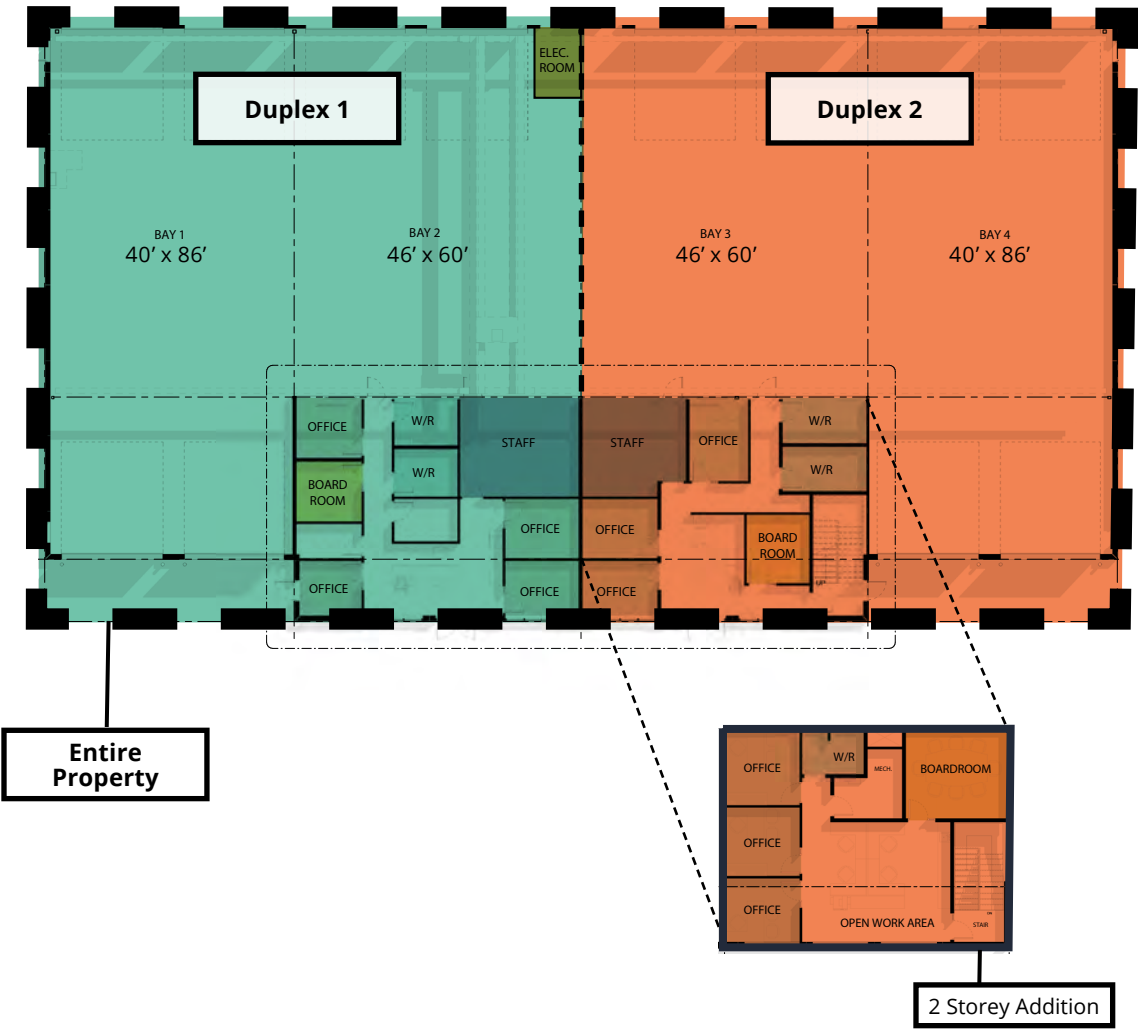 ELEC.
ROOM
Duplex 1
Duplex 2
BAY 1
40’ x 86’
BAY 2
46’ x 60’
BAY 3
46’ x 60’
BAY 4
40’ x 86’
OFFICE
W/R
STAFF
STAFF
OFFICE
W/R
BOARD
ROOM
W/R
W/R
OFFICE
OFFICE
BOARD
ROOM
OFFICE
OFFICE
OFFICE
Entire
Property
OFFICE
W/R
MECH.
BOARDROOM
OFFICE
OFFICE
OPEN WORK AREA
STAIR
2 Storey Addition